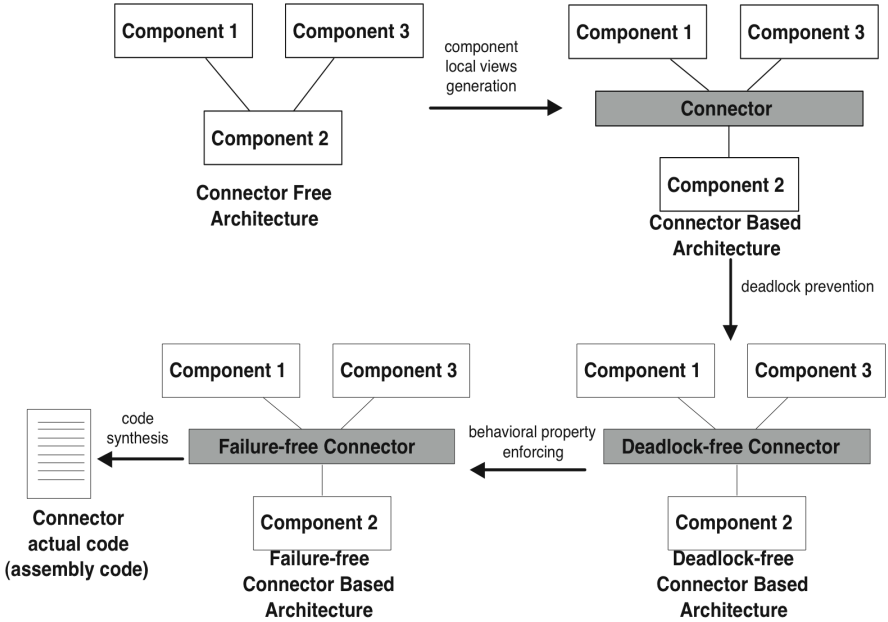 Component 1
Component 3
Component 2
Connector Free
Architecture
component
local views
generation
Component 1
Component 3
Connector
Component 2
Connector Based
Architecture
deadlock prevention
Component 1
Component 3
Deadlock-free Connector
Component 2
Deadlock-free
Connector Based
Architecture
behavioral property
enforcing
Component 1
Component 3
Failure-free Connector
Component 2
Failure-free
Connector Based
Architecture
code
synthesis
Connector
actual code
(assembly code)